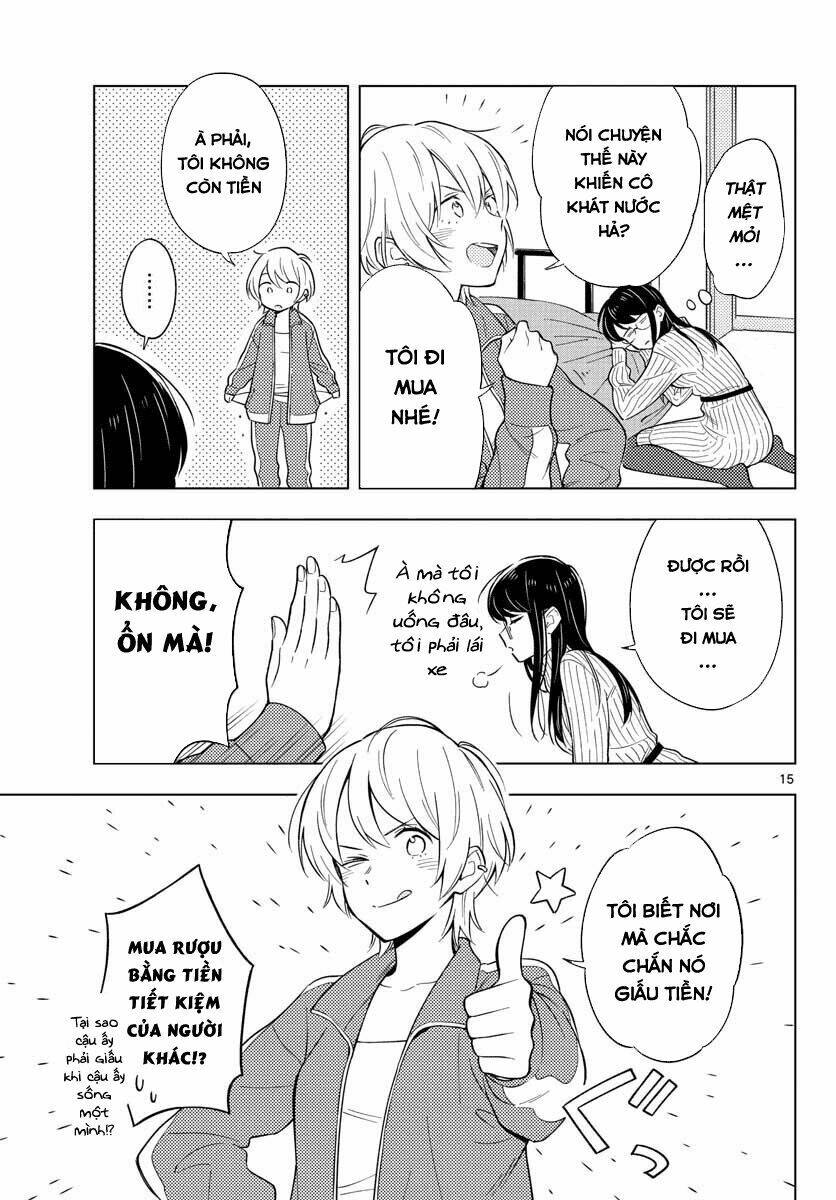 THẬT
MỆT
MỎI
...
NÓI CHUYỆN
THẾ NÀY
KHIẾN CÔ
KHÁT NƯỚC
HẢ?
TÔI ĐI
MUA
NHÉ!
À PHẢI,
TÔI KHÔNG
CÒN TIỀN
......
ĐƯỢC RỒI
...
TÔI SẼ
ĐI MUA
...
À mà tôi
không
uống đâu,
tôi phải lái
xe
KHÔNG,
ỔN MÀ!
15
TÔI BIẾT NƠI
MÀ CHẮC
CHẮN NÓ
GIẤU TIỀN!
MUA RƯỢU
BẰNG TIỀN
TIẾT KIỆM
CỦA NGƯỜI
KHÁC!?
Tại sao
cậu ấy
phải giấu
khi cậu ấy
sống
một
mình!?
グッ